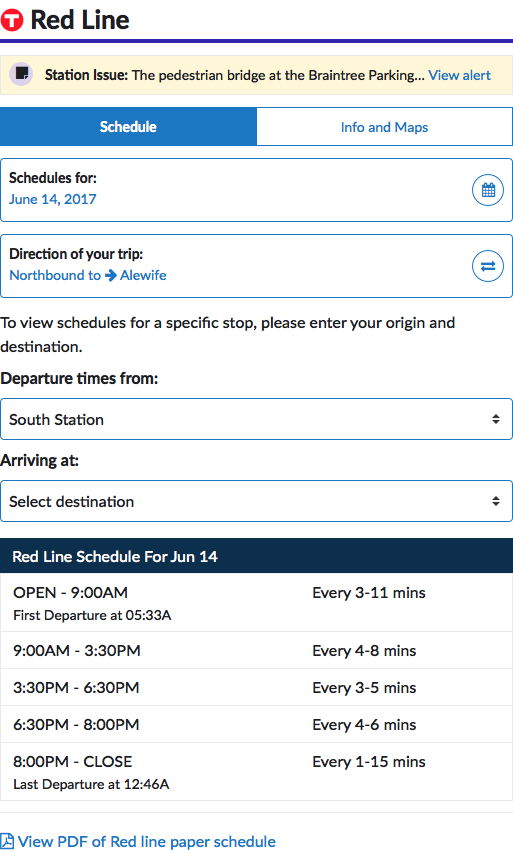 T Red Line
Station Issue: The pedestrian bridge at the Braintree Parking... View alert
Schedule
Info and Maps
Schedules for:
June 14, 2017
Direction of your trip:
Northbound to → Alewife
To view schedules for a specific stop, please enter your origin and
destination.
Departure times from:
South Station
Arriving at:
Select destination
Red Line Schedule For Jun 14
OPEN - 9:00AM Every 3-11 mins
First Departure at 05:33A
9:00AM - 3:30PM Every 4-8 mins
3:30PM - 6:30PM Every 3-5 mins
6:30PM - 8:00PM Every 4-6 mins
8:00PM - CLOSE Every 1-15 mins
Last Departure at 12:46A
View PDF of Red line paper schedule